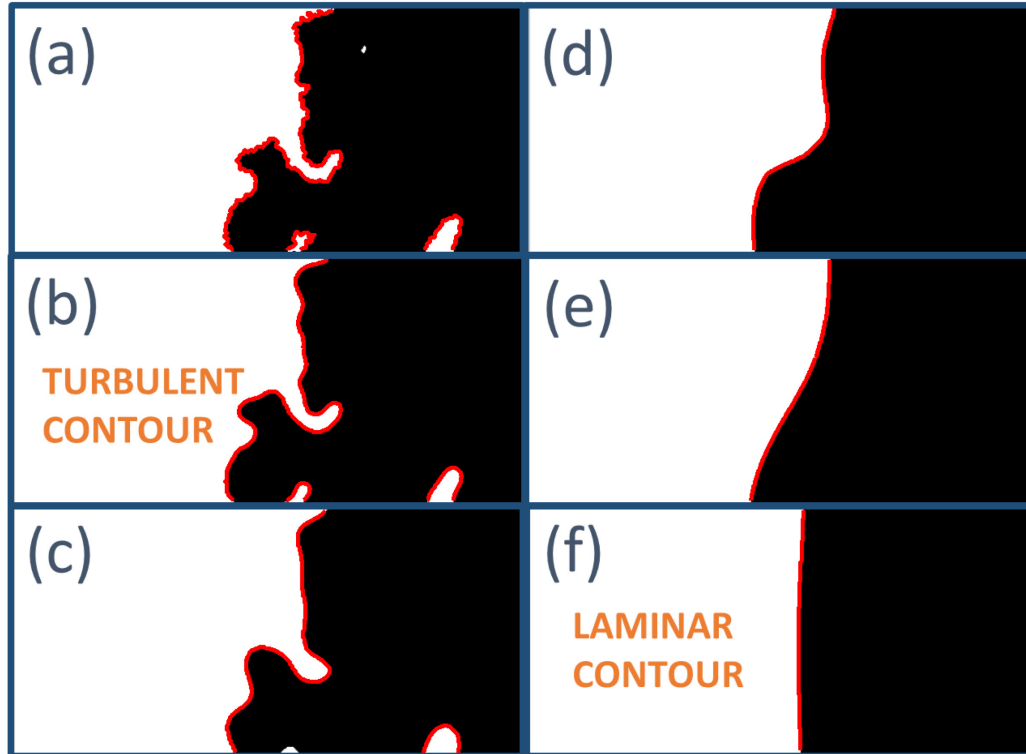 (a)
(b)
TURBULENT
CONTOUR
(c)
(d)
(e)
(f)
LAMINAR
CONTOUR